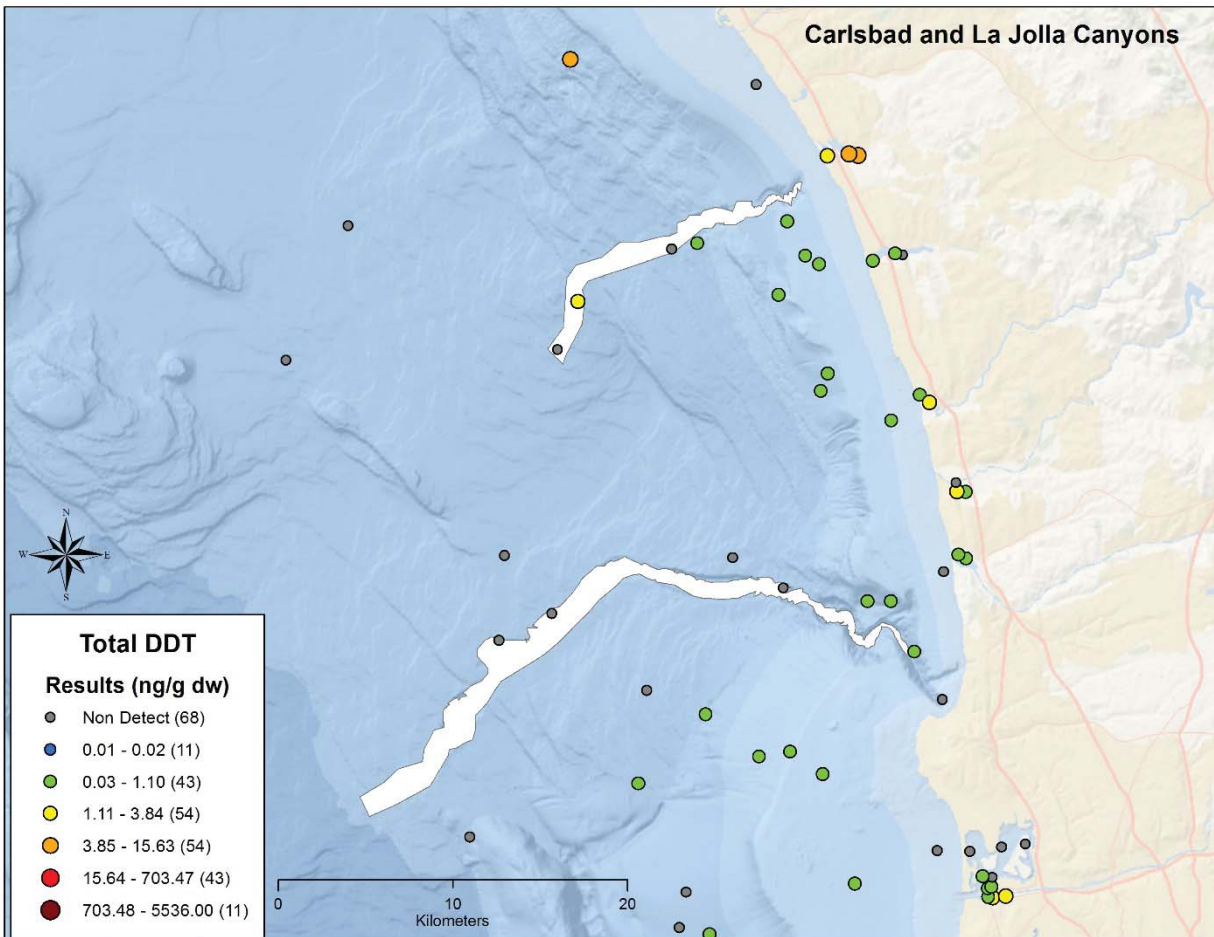 Carlsbad and La Jolla Canyons
N
W E
S
Total DDT
Results (ng/g dw)
Non Detect (68)
0.01 - 0.02 (11)
0.03 - 1.10 (43)
1.11 - 3.84 (54)
3.85 - 15.63 (54)
15.64 - 703.47 (43)
703.48 - 5536.00 (11)
0 10 20
Kilometers